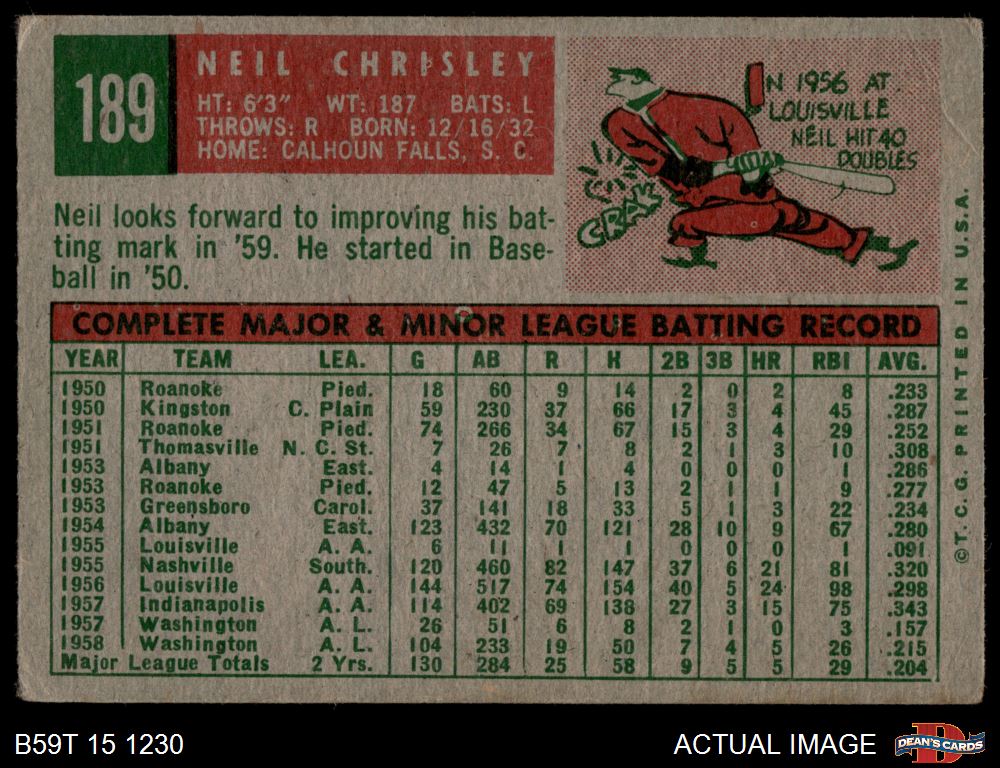 189
NEIL CHRISLEY
HT: 6'3" WT: 187 BATS: L
THROWS: R BORN: 12/16/32
HOME: CALHOUN FALLS, S. C.
IN 1956 AT
LOUISVILLE
NEIL HIT 40
DOUBLES
CRAK
Neil looks forward to improving his bat-
ting mark in '59. He started in Base-
ball in '50.
COMPLETE MAJOR & MINOR LEAGUE BATTING RECORD
YEAR TEAM LEA. G AB R H 2B 3B HR RBI AVG.
1950 Roanoke Pied. 18 60 9 14 2 0 2 8 .233
1950 Kingston C. Plain 59 230 37 66 17 3 4 45 .287
1951 Roanoke Pied. 74 266 34 67 15 3 4 29 .252
1951 Thomasville N. C. St. 7 26 7 8 2 1 3 10 .308
1953 Albany East. 4 14 1 4 0 0 0 1 .286
1953 Roanoke Pied. 12 47 5 13 2 1 1 9 .277
1953 Greensboro Carol. 37 141 18 33 5 1 3 22 .234
1954 Albany East. 123 432 70 121 28 10 9 67 .280
1955 Louisville A. A. 6 11 1 1 0 0 0 1 .091
1955 Nashville South. 120 460 82 147 37 6 21 81 .320
1956 Louisville A. A. 144 517 74 154 40 5 24 98 .298
1957 Indianapolis A. A. 114 402 69 138 27 3 15 75 .343
1957 Washington A. L. 26 51 6 8 2 1 0 3 .157
1958 Washington A. L. 104 233 19 50 7 4 5 26 .215
Major League Totals 2 Yrs. 130 284 25 58 9 5 5 29 .204
©T.C.G. PRINTED IN U.S.A.
B59T 15 1230
ACTUAL IMAGE
D
DEAN'S CARDS